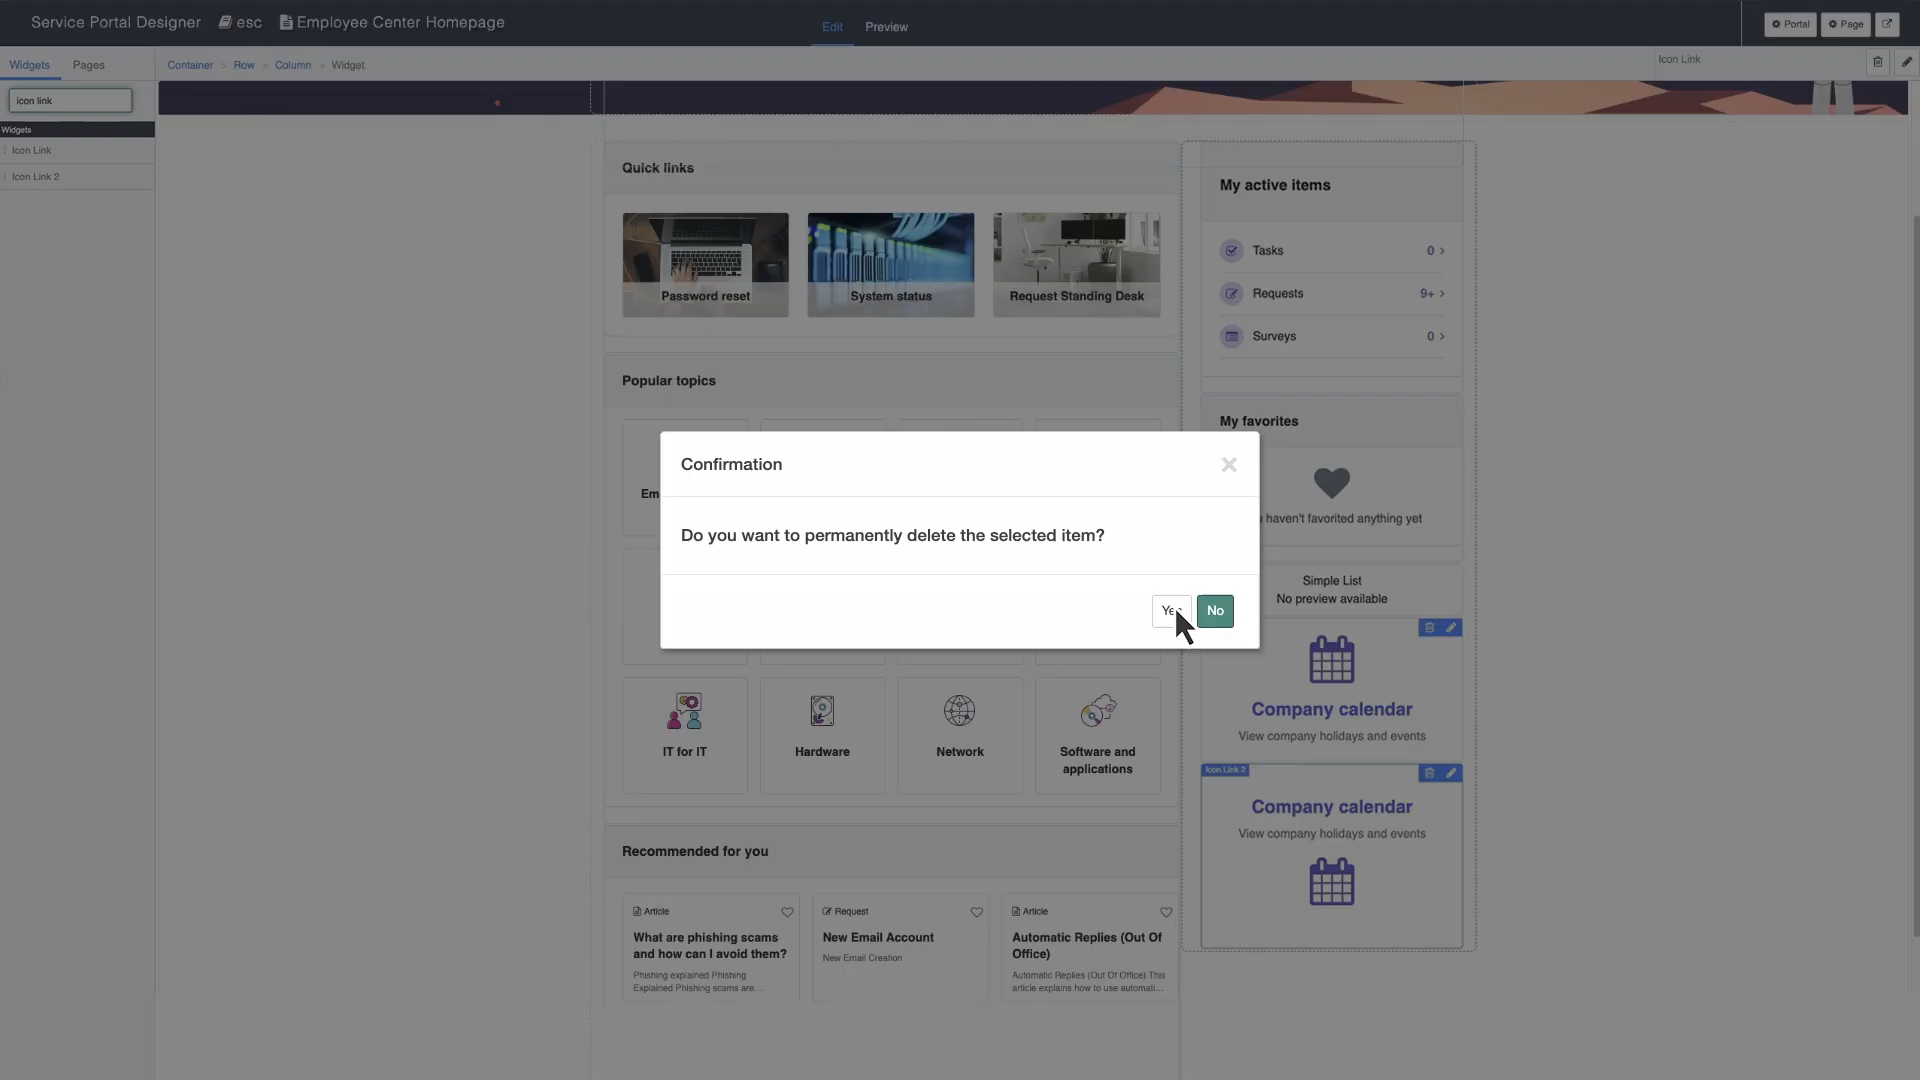 Service Portal Designer esc Employee Center Homepage
Edit Preview
Portal Page
Widgets Pages
Container > Row > Column > Widget
Icon Link
icon link
Widgets
Icon Link
Icon Link 2
Quick links
Password reset
System status
Request Standing Desk
Popular topics
Em
IT for IT
Hardware
Network
Software and
applications
Recommended for you
Article
What are phishing scams
and how can I avoid them?
Phishing explained Phishing
Explained Phishing scams are...
Request
New Email Account
New Email Creation
Article
Automatic Replies (Out Of
Office)
Automatic Replies (Out Of Office) This
article explains how to use automati...
My active items
Tasks 0 >
Requests 9+ >
Surveys 0 >
My favorites
haven't favorited anything yet
Simple List
No preview available
Company calendar
View company holidays and events
Icon Link 2
Company calendar
View company holidays and events
Confirmation
Do you want to permanently delete the selected item?
No